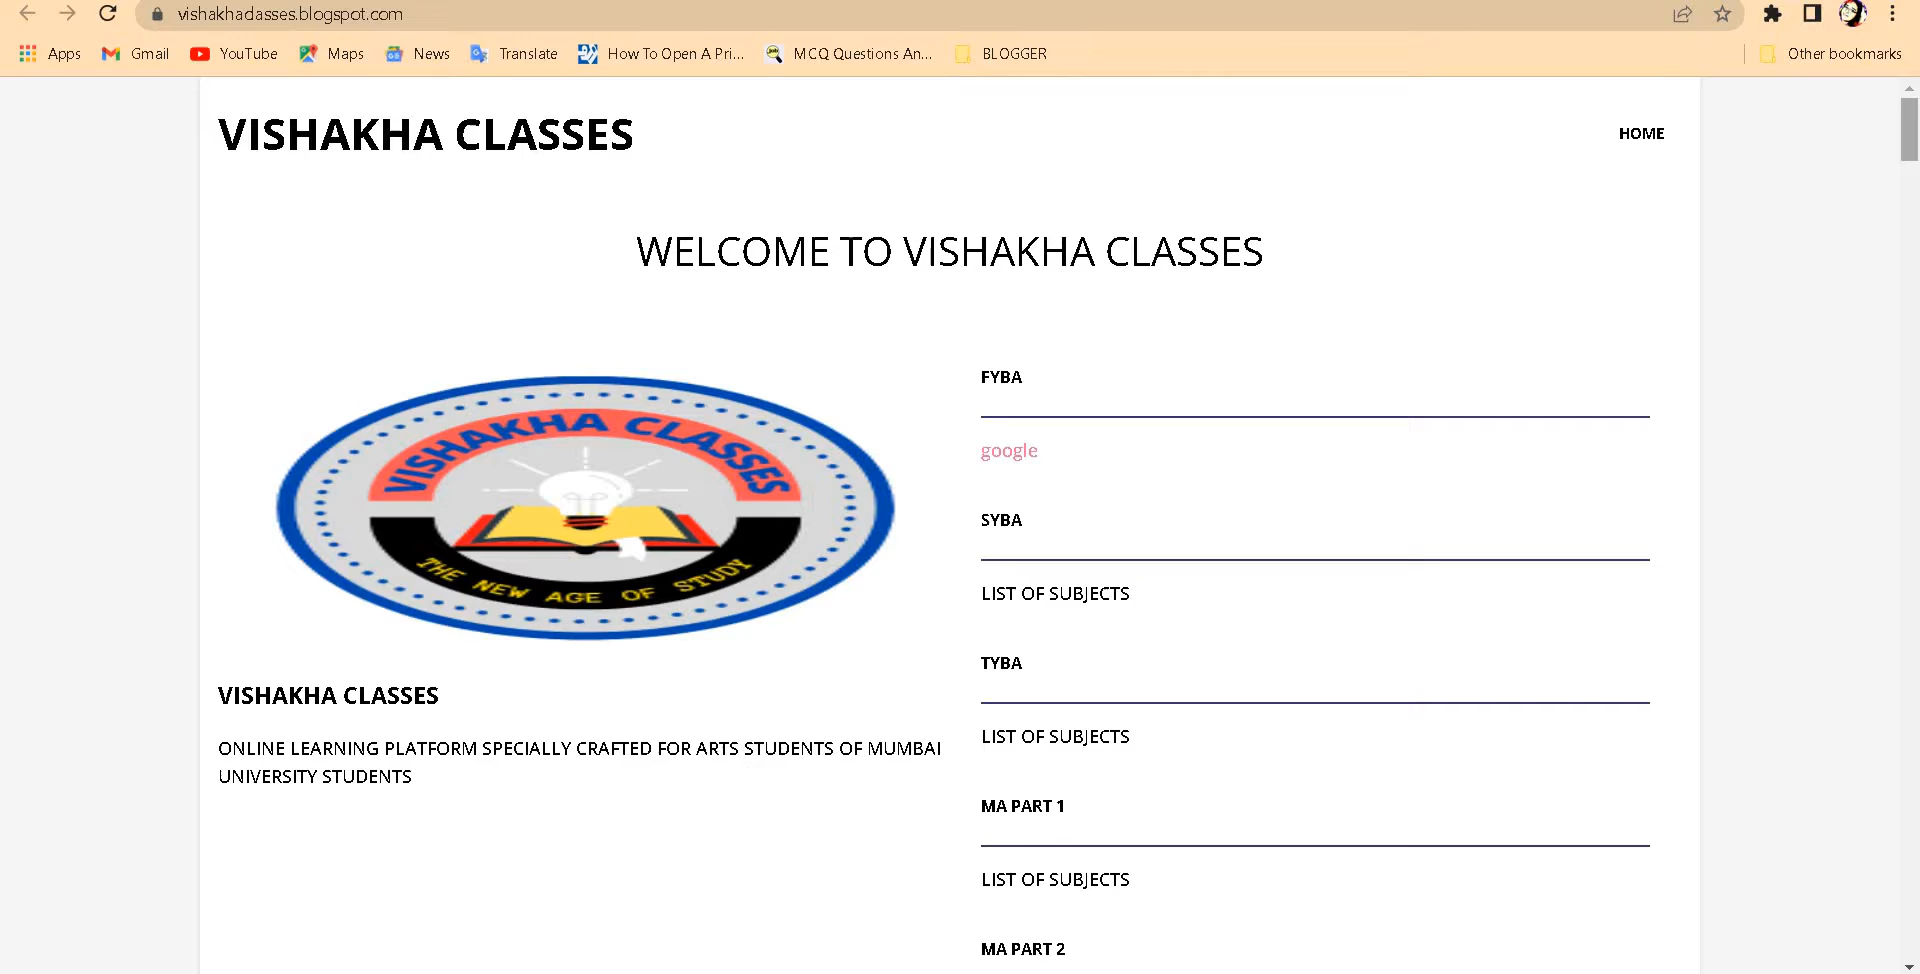 vishakhaclasses.blogspot.com
Apps Gmail YouTube Maps News Translate How To Open A Pri... MCQ Questions An... BLOGGER Other bookmarks
VISHAKHA CLASSES
HOME
WELCOME TO VISHAKHA CLASSES
VISHAKHA CLASSES
THE NEW AGE OF STUDY
VISHAKHA CLASSES
ONLINE LEARNING PLATFORM SPECIALLY CRAFTED FOR ARTS STUDENTS OF MUMBAI
UNIVERSITY STUDENTS
FYBA
google
SYBA
LIST OF SUBJECTS
TYBA
LIST OF SUBJECTS
MA PART 1
LIST OF SUBJECTS
MA PART 2